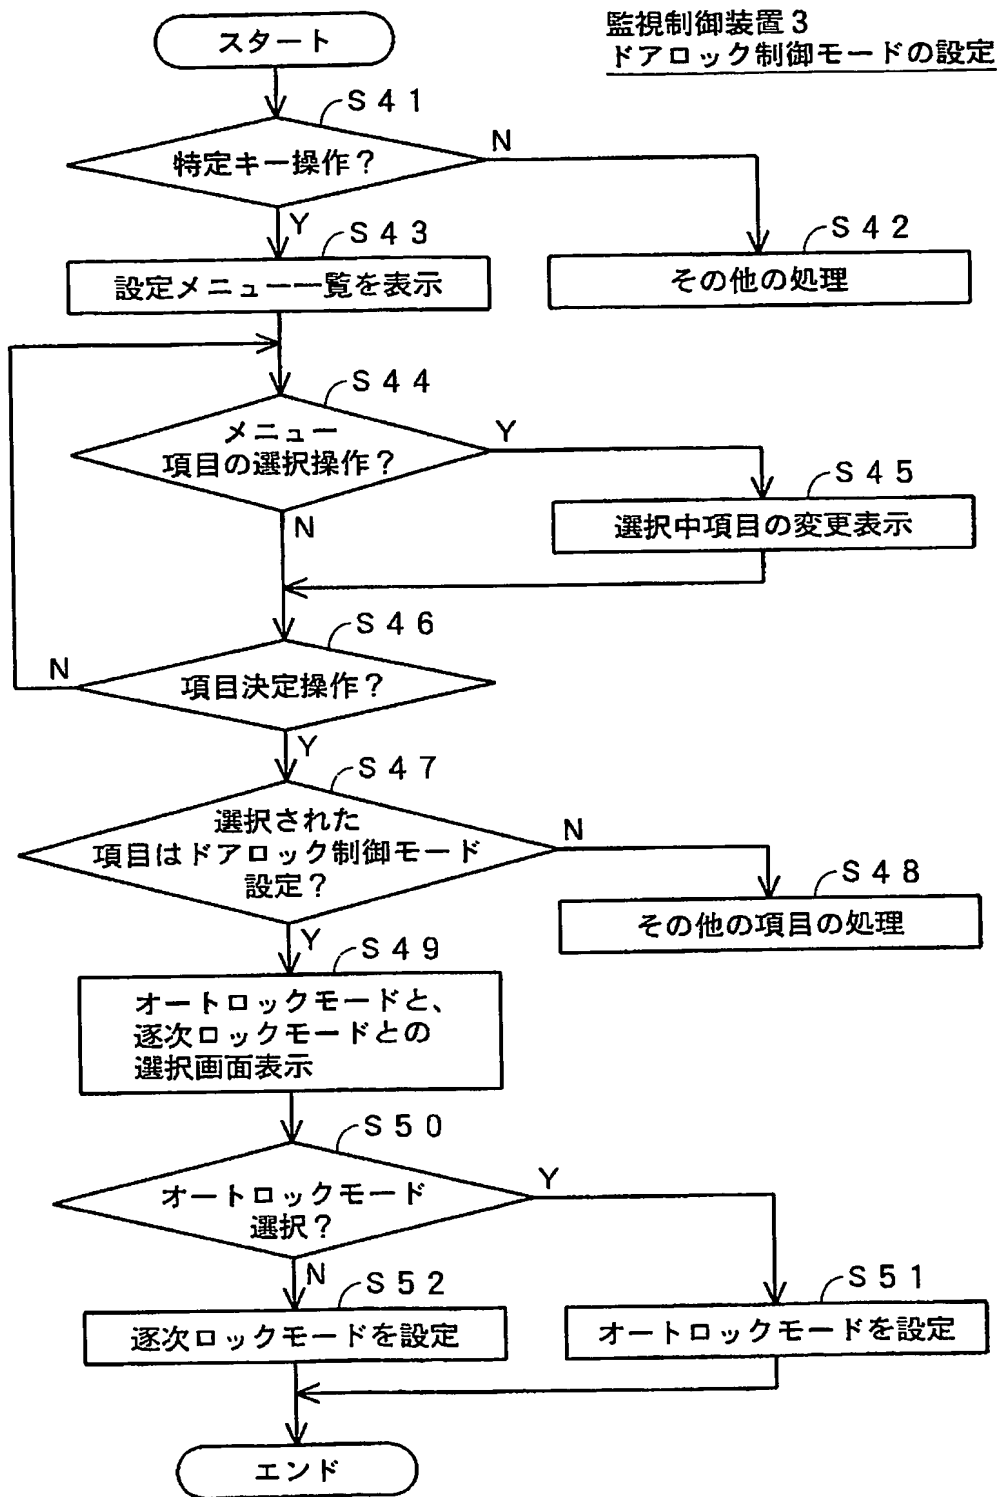 監視制御装置3
ドアロック制御モードの設定
スタート
S41
特定キー操作?
N
Y
S43
設定メニュー一覧を表示
S42
その他の処理
S44
メニュー
項目の選択操作?
Y
N
S45
選択中項目の変更表示
S46
項目決定操作?
N
Y
S47
選択された
項目はドアロック制御モード
設定?
N
Y
S48
その他の項目の処理
S49
オートロックモードと、
逐次ロックモードとの
選択画面表示
S50
オートロックモード
選択?
Y
N
S52
逐次ロックモードを設定
S51
オートロックモードを設定
エンド